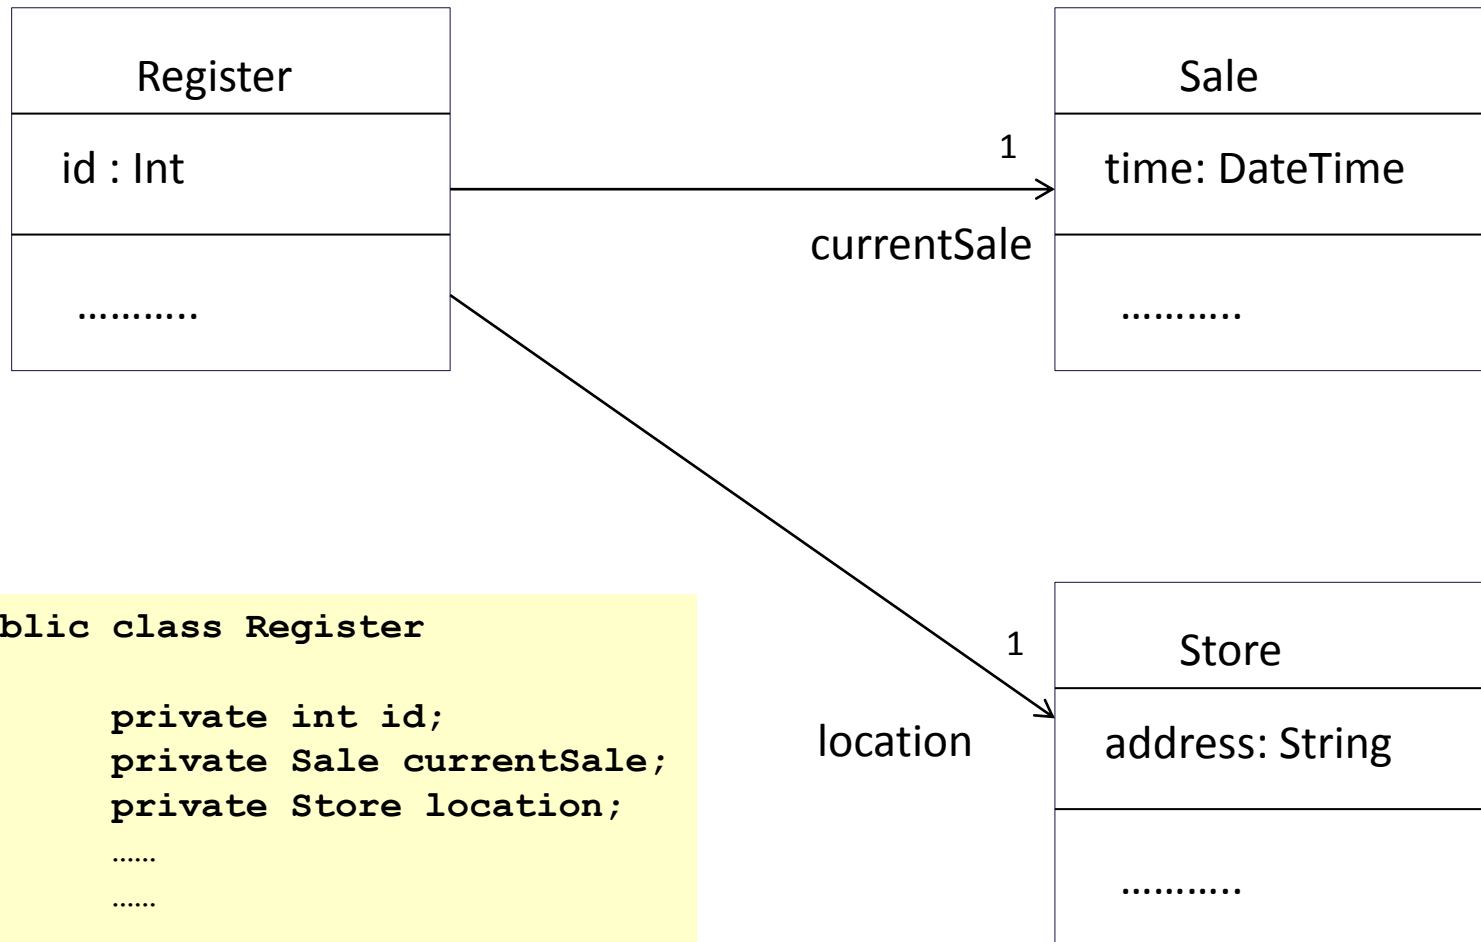 Register
id : Int
………..
Sale
time: DateTime
………..
1
currentSale
1
location
Store
address: String
………..
blic class Register
private int id;
private Sale currentSale;
private Store location;
……
……